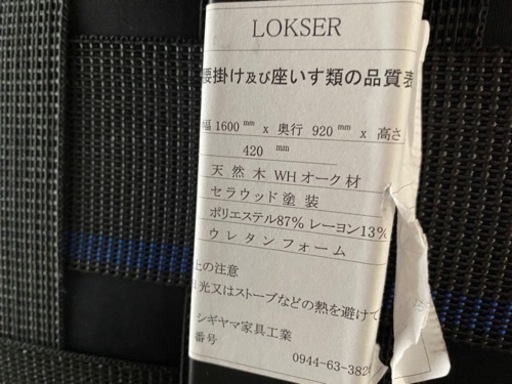 LOKSER
腰掛け及び座いす類の品質表
幅 1600 mm x 奥行 920 mm x 高さ
420 mm
天然木 WHオーク材
セラウッド塗装
ポリエステル87% レーヨン13%
ウレタンフォーム
上の注意
光又はストーブなどの熱を避けて
シギヤマ家具工業
番号
0944-63-382